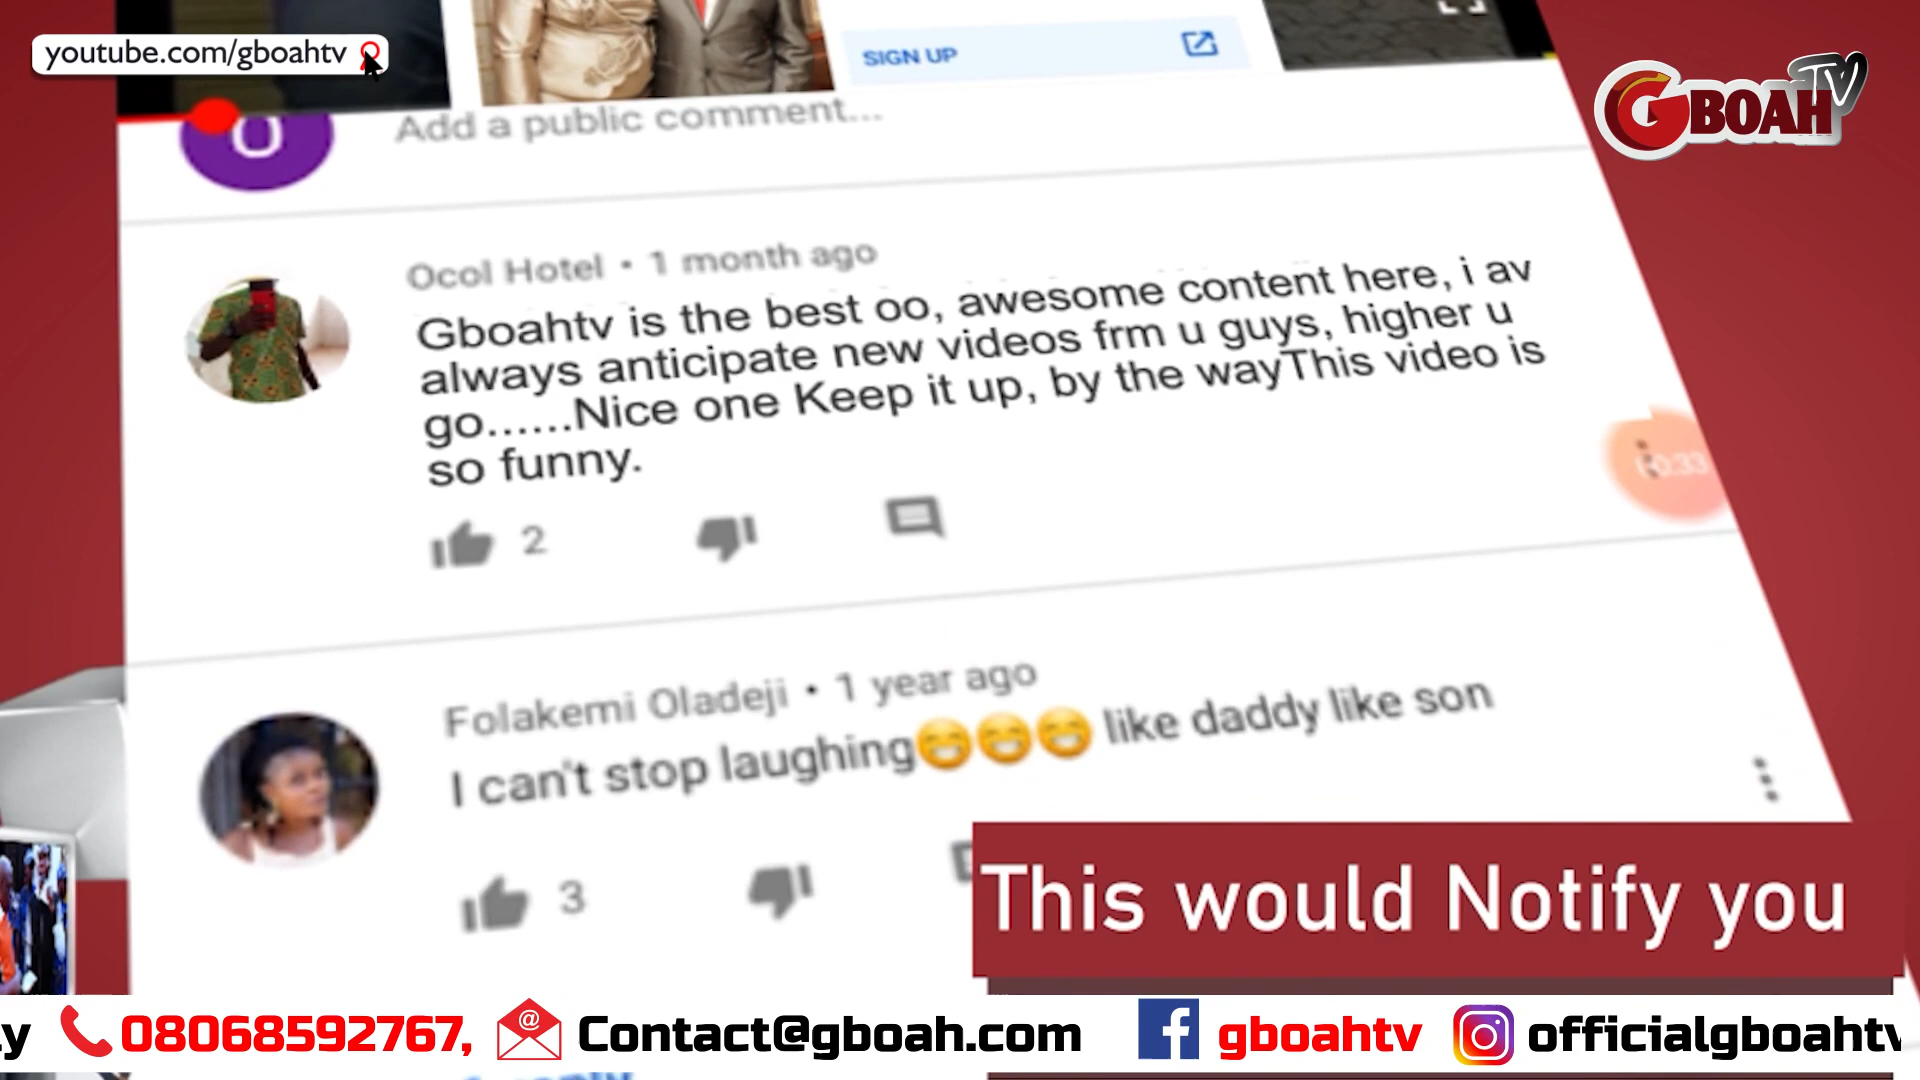 youtube.com/gboahtv
SIGN UP
GBOAH TV
Add a public comment...
Ocol Hotel • 1 month ago
Gboahtv is the best oo, awesome content here, i av
always anticipate new videos frm u guys, higher u
go......Nice one Keep it up, by the wayThis video is
so funny.
2
Folakemi Oladeji • 1 year ago
I can't stop laughing😁😁😁 like daddy like son
3
This would Notify you
y 08068592767, Contact@gboah.com gboahtv officialgboahtv